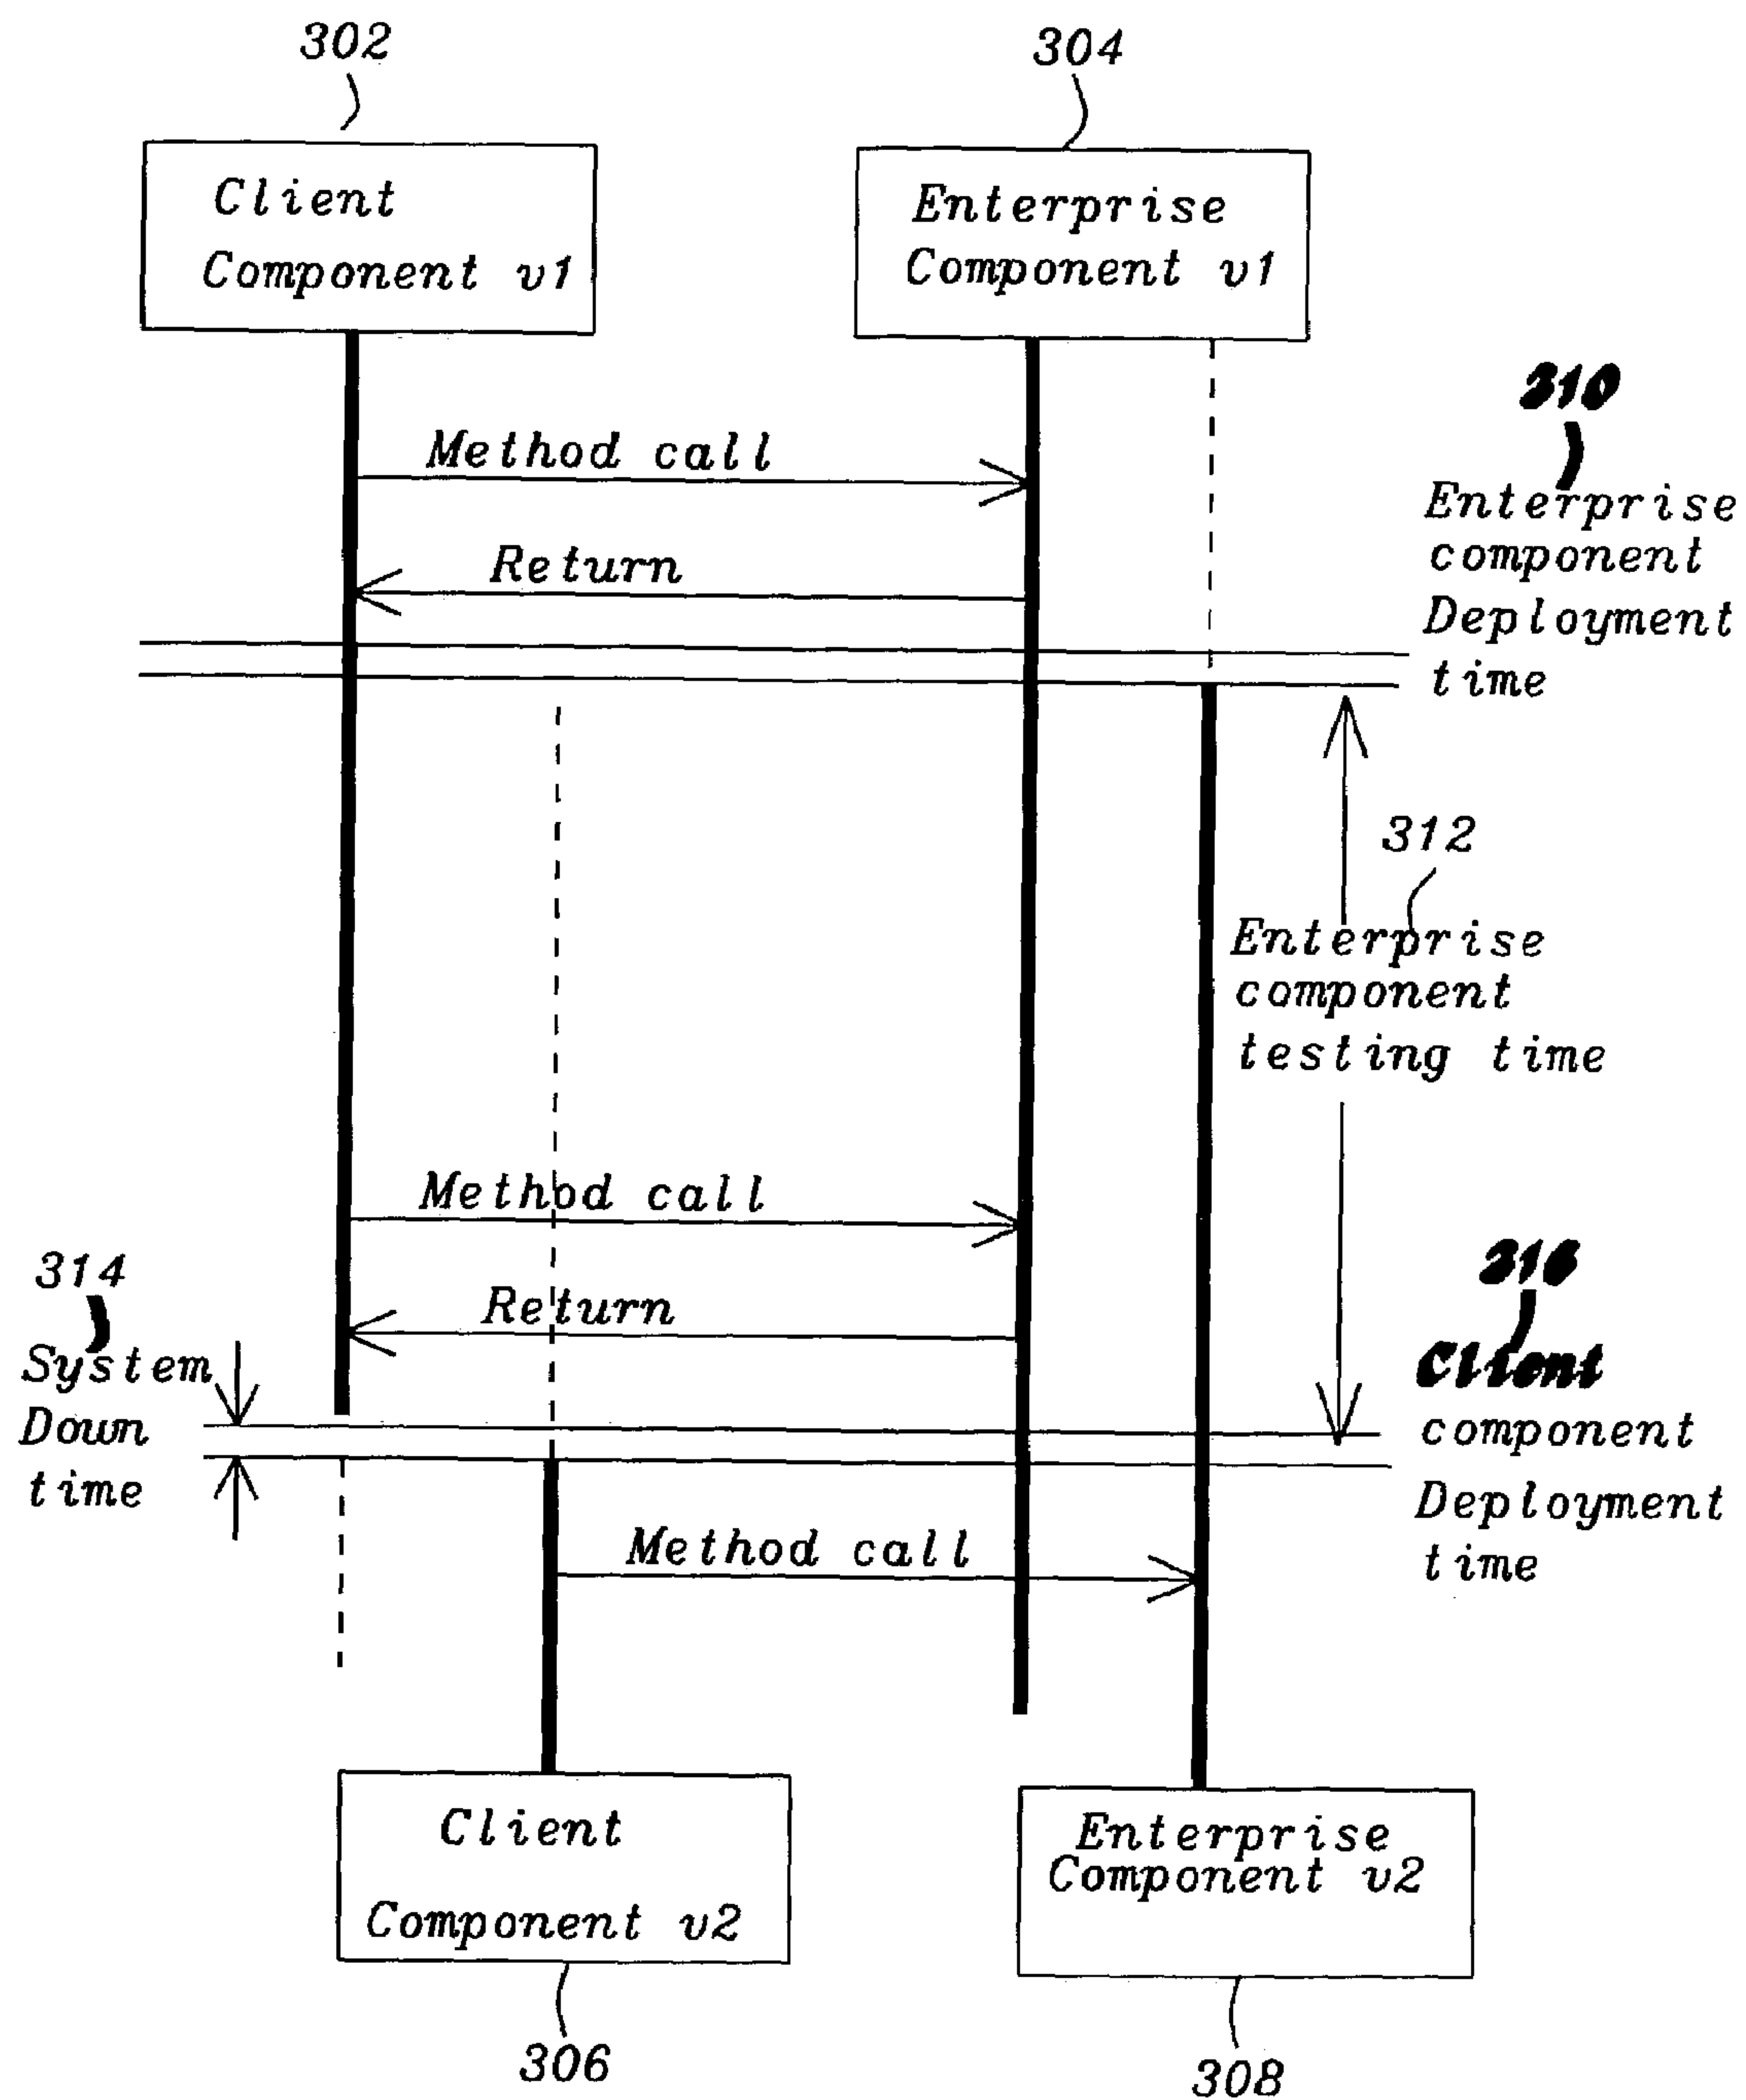 302
304
Client
Component v1
Enterprise
Component v1
310
Method call
Enterprise
component
Return
Deployment
time
312
Enterprise
component
testing time
Method call
314
316
Return
System
Down
time
Client
component
Deployment
time
Method call
Client
Component v2
Enterprise
Component v2
306
308